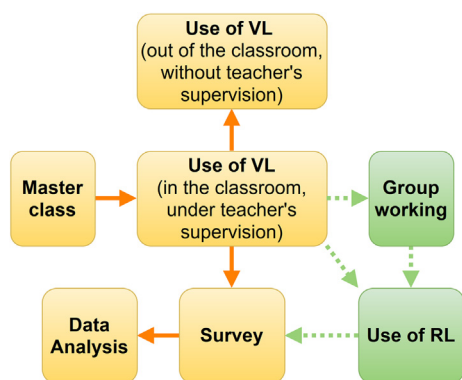 Use of VL
(out of the classroom,
without teacher's
supervision)
Master
class
Use of VL
(in the classroom,
under teacher's
supervision)
Group
working
Data
Analysis
Survey
Use of RL